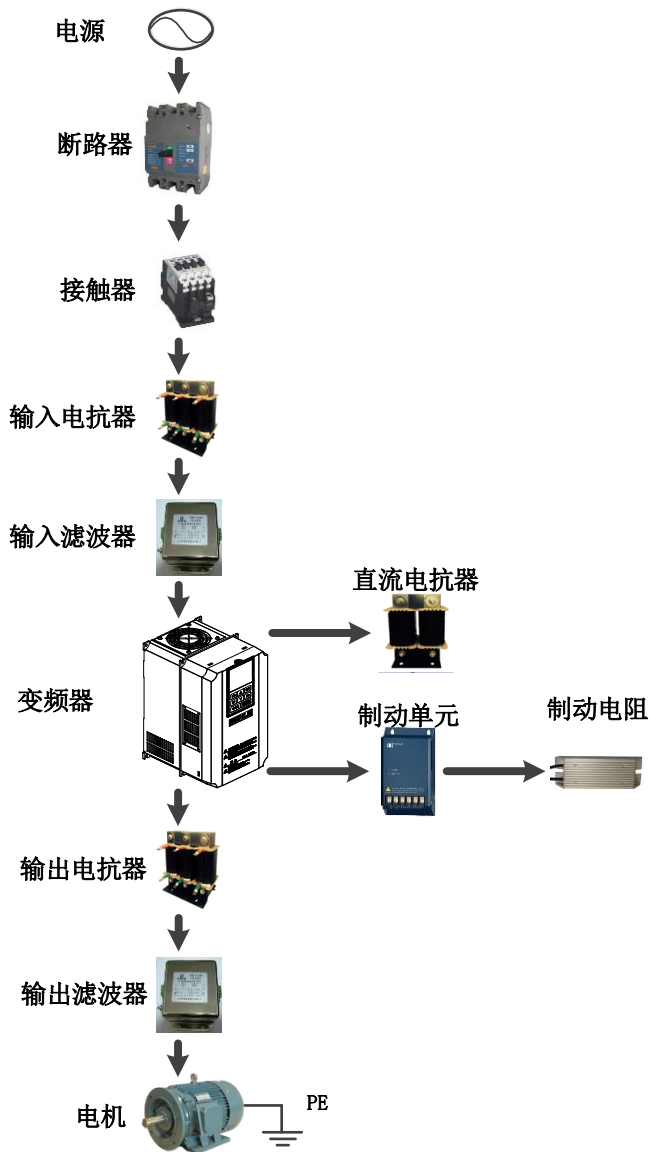 电源
断路器
接触器
输入电抗器
输入滤波器
直流电抗器
变频器
制动单元
制动电阻
输出电抗器
输出滤波器
电机
PE